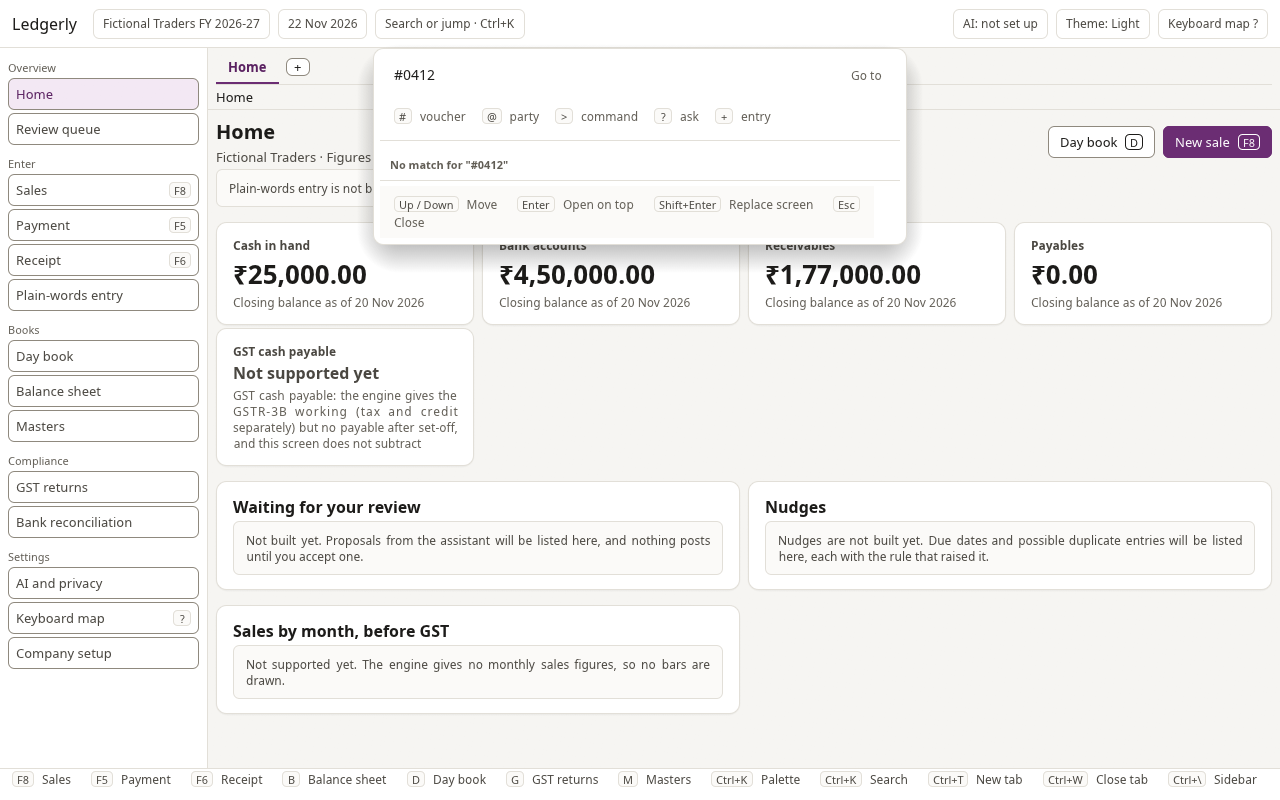 Ledgerly
Fictional Traders FY 2026-27
22 Nov 2026
Search or jump · Ctrl+K
AI: not set up
Theme: Light
Keyboard map ?
Overview
Home
Review queue
Enter
Sales F8
Payment F5
Receipt F6
Plain-words entry
Books
Day book
Balance sheet
Masters
Compliance
GST returns
Bank reconciliation
Settings
AI and privacy
Keyboard map ?
Company setup
Home +
Home
Home
Fictional Traders · Figures
Day book D
New sale F8
Plain-words entry is not b
#0412 Go to
# voucher @ party > command ? ask + entry
No match for "#0412"
Up / Down Move Enter Open on top Shift+Enter Replace screen Esc
Close
Cash in hand
₹25,000.00
Closing balance as of 20 Nov 2026
Bank accounts
₹4,50,000.00
Closing balance as of 20 Nov 2026
Receivables
₹1,77,000.00
Closing balance as of 20 Nov 2026
Payables
₹0.00
Closing balance as of 20 Nov 2026
GST cash payable
Not supported yet
GST cash payable: the engine gives the
GSTR-3B working (tax and credit
separately) but no payable after set-off,
and this screen does not subtract
Waiting for your review
Not built yet. Proposals from the assistant will be listed here, and nothing posts
until you accept one.
Nudges
Nudges are not built yet. Due dates and possible duplicate entries will be listed
here, each with the rule that raised it.
Sales by month, before GST
Not supported yet. The engine gives no monthly sales figures, so no bars are
drawn.
F8 Sales F5 Payment F6 Receipt B Balance sheet D Day book G GST returns M Masters Ctrl+K Palette Ctrl+K Search Ctrl+T New tab Ctrl+W Close tab Ctrl+\ Sidebar